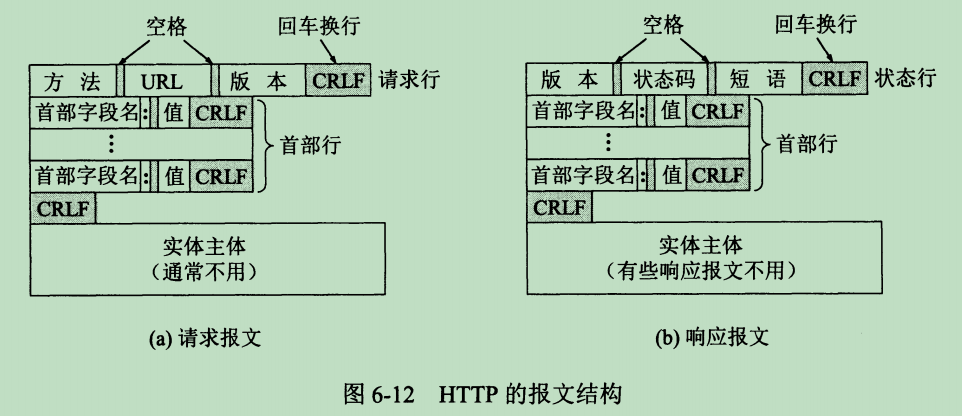 空格 回车换行
方 法 URL 版 本 CRLF 请求行
首部字段名: 值 CRLF
⋮ 首部行
首部字段名: 值 CRLF
CRLF
实体主体
（通常不用）
(a) 请求报文
空格 回车换行
版 本 状态码 短 语 CRLF 状态行
首部字段名: 值 CRLF
⋮ 首部行
首部字段名: 值 CRLF
CRLF
实体主体
（有些响应报文不用）
(b) 响应报文
图 6-12 HTTP 的报文结构